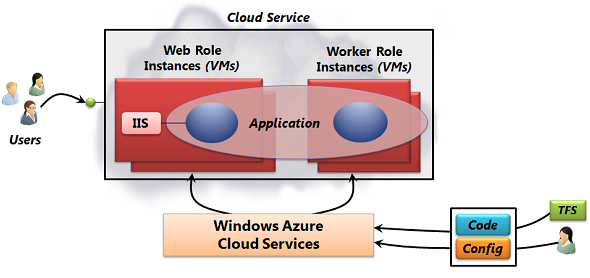 Cloud Service
Web Role
Instances (VMs)
Worker Role
Instances (VMs)
IIS
Application
Users
Windows Azure
Cloud Services
Code
Config
TFS